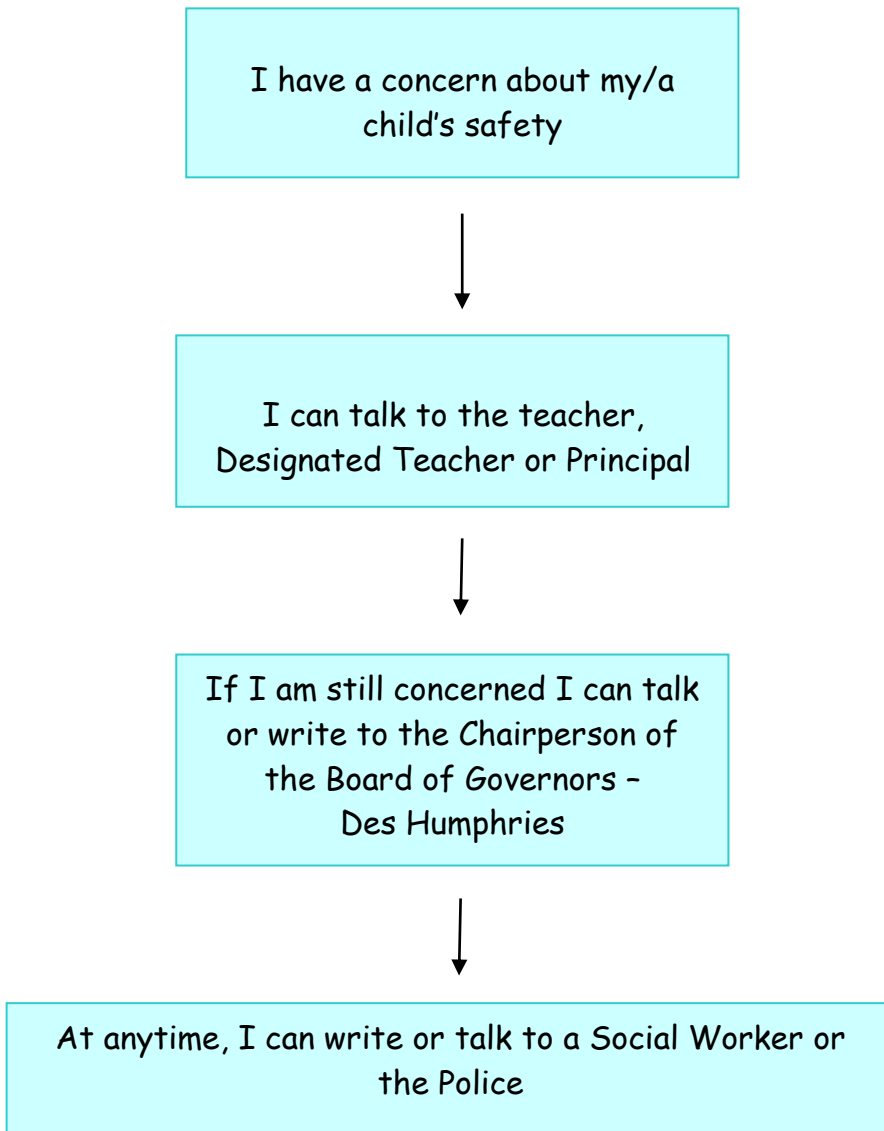 I have a concern about my/a
child's safety
I can talk to the teacher,
Designated Teacher or Principal
If I am still concerned I can talk
or write to the Chairperson of
the Board of Governors –
Des Humphries
At anytime, I can write or talk to a Social Worker or
the Police